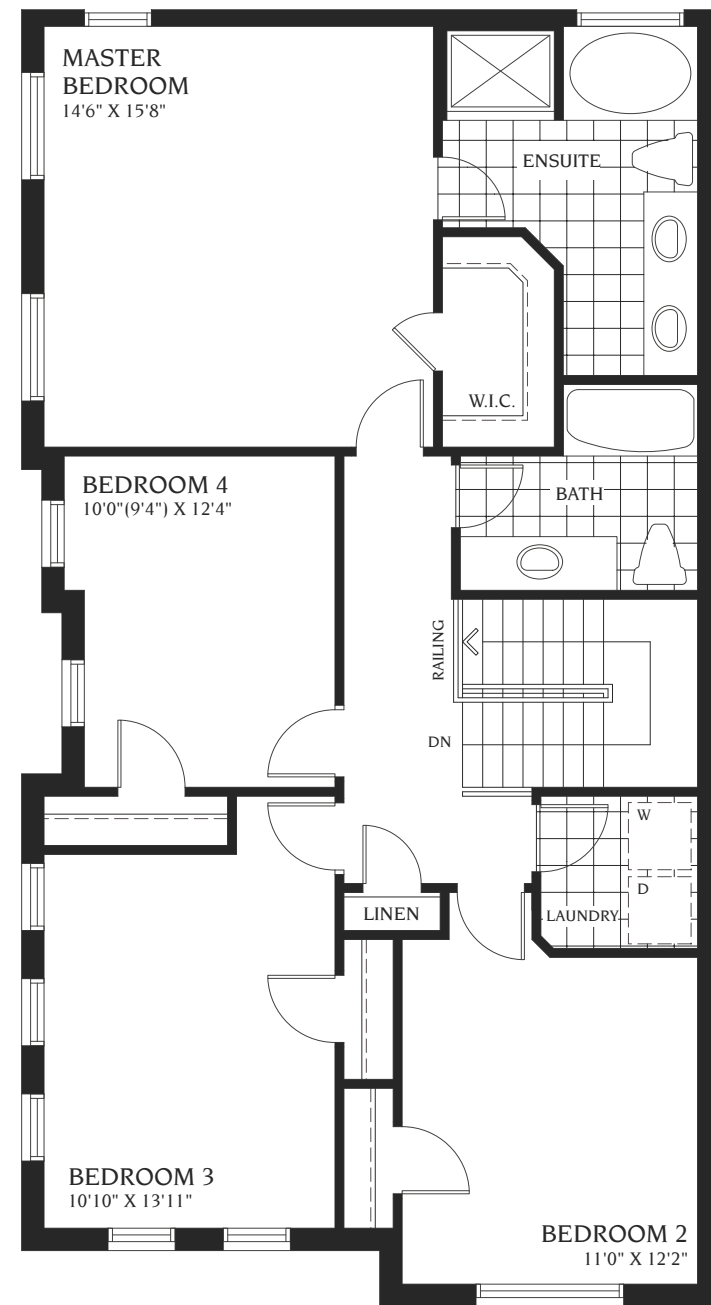 MASTER
BEDROOM
14'6" X 15'8"
ENSUITE
W.I.C.
BEDROOM 4
10'0"(9'4") X 12'4"
BATH
RAILING
DN
W
D
LINEN
LAUNDRY
BEDROOM 3
10'10" X 13'11"
BEDROOM 2
11'0" X 12'2"